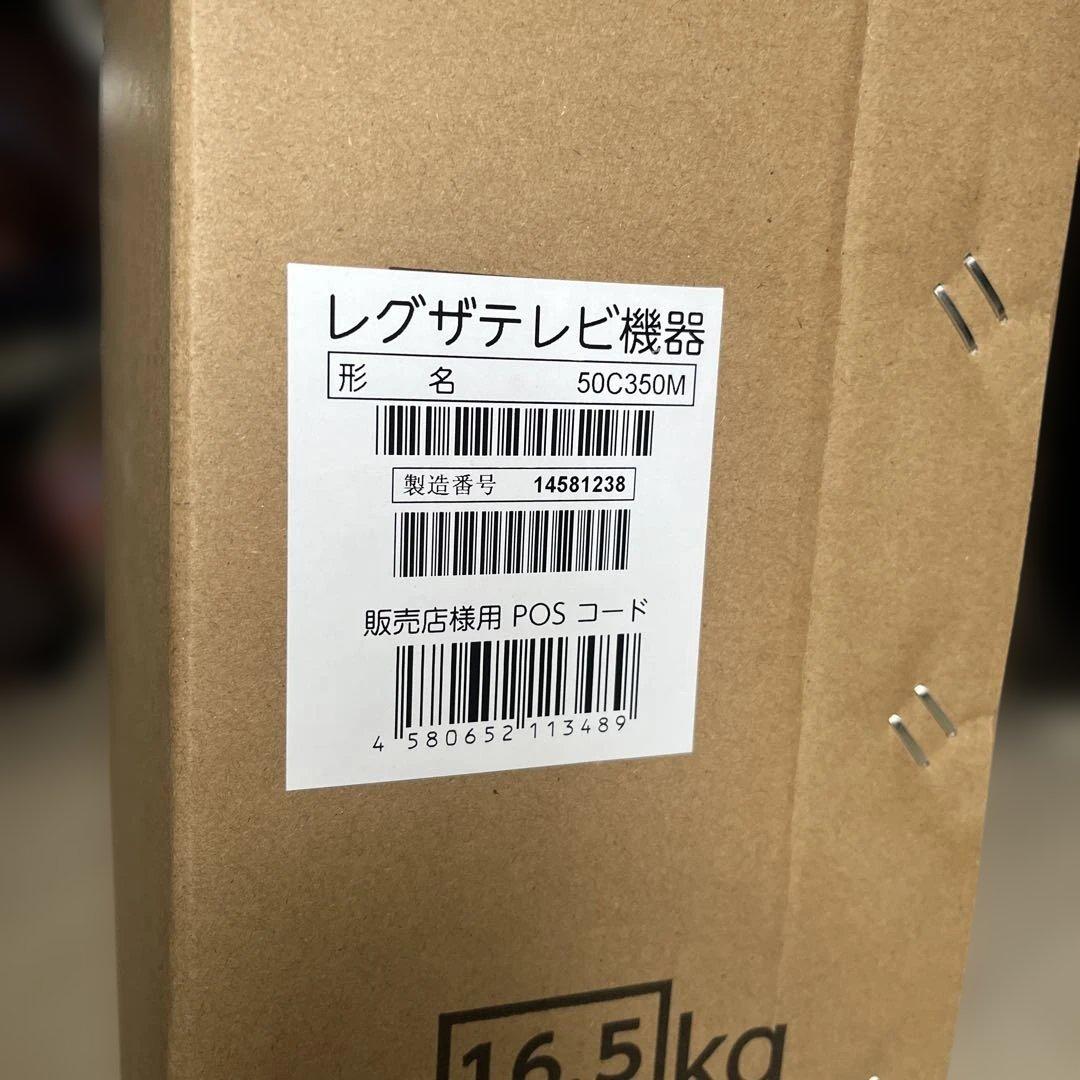 レグザテレビ機器
形 名 50C350M
製造番号 14581238
販売店様用 POS コード
4 580652 113489
16.5kg